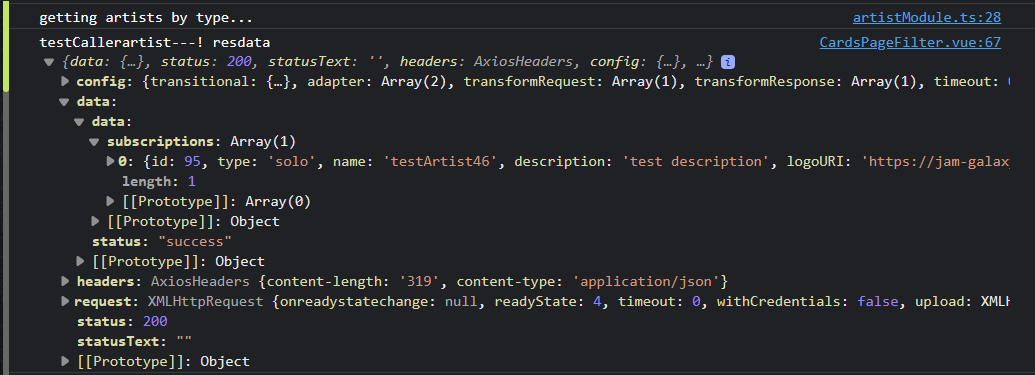 getting artists by type... artistModule.ts:28
testCallerartist---! resdata CardsPageFilter.vue:67
{data: {…}, status: 200, statusText: '', headers: AxiosHeaders, config: {…}, …} i
config: {transitional: {…}, adapter: Array(2), transformRequest: Array(1), transformResponse: Array(1), timeout: 0
data:
data:
subscriptions: Array(1)
0: {id: 95, type: 'solo', name: 'testArtist46', description: 'test description', logoURI: 'https://jam-galax
length: 1
[[Prototype]]: Array(0)
[[Prototype]]: Object
status: "success"
[[Prototype]]: Object
headers: AxiosHeaders {content-length: '319', content-type: 'application/json'}
request: XMLHttpRequest {onreadystatechange: null, readyState: 4, timeout: 0, withCredentials: false, upload: XMLH
status: 200
statusText: ""
[[Prototype]]: Object